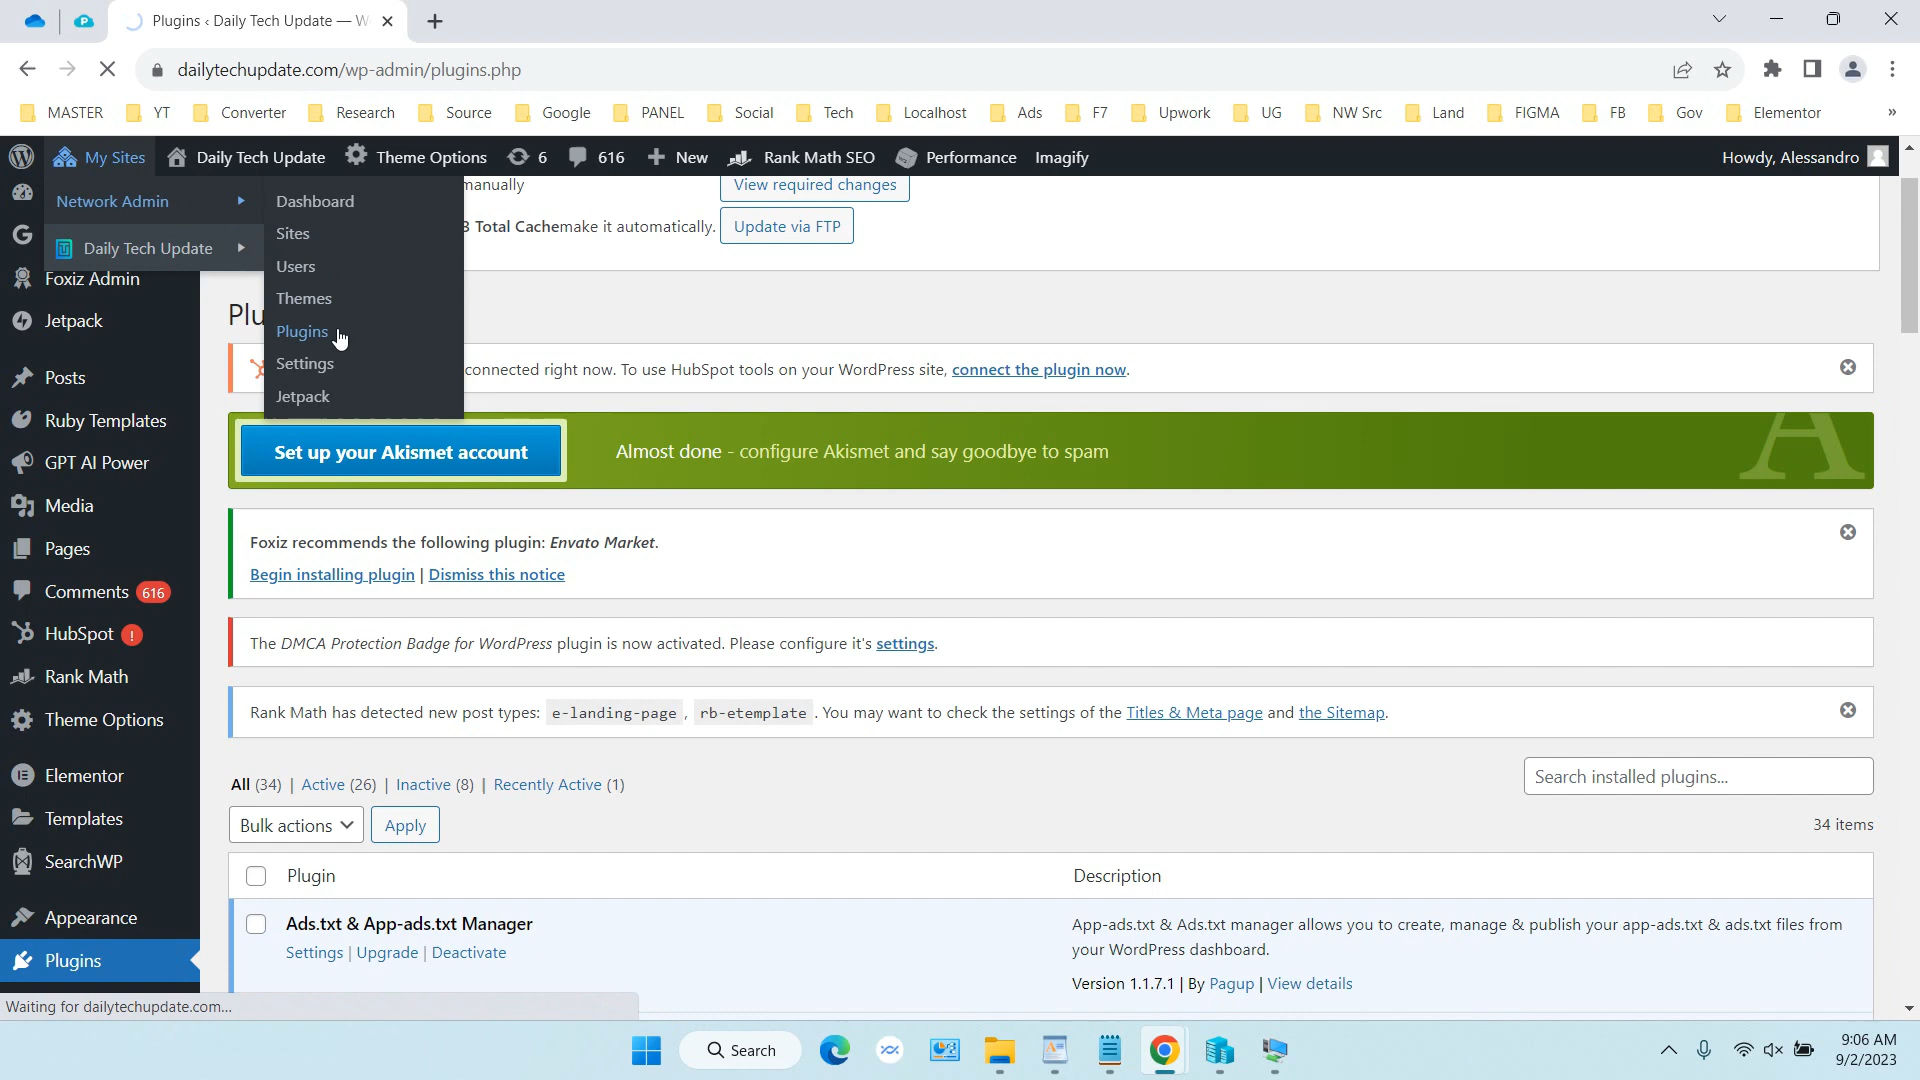 Plugins ‹ Daily Tech Update — W
dailytechupdate.com/wp-admin/plugins.php
MASTER YT Converter Research Source Google PANEL Social Tech Localhost Ads F7 Upwork UG NW Src Land FIGMA FB Gov Elementor »
My Sites Daily Tech Update Theme Options 6 616 New Rank Math SEO Performance Imagify Howdy, Alessandro
Network Admin
Daily Tech Update
Dashboard
Sites
Users
Themes
Plugins
Settings
Jetpack
Foxiz Admin
Jetpack
Posts
Ruby Templates
GPT AI Power
Media
Pages
Comments 616
HubSpot !
Rank Math
Theme Options
Elementor
Templates
SearchWP
Appearance
Plugins
manually View required changes
3 Total Cachemake it automatically. Update via FTP
Plu
connected right now. To use HubSpot tools on your WordPress site, connect the plugin now.
Set up your Akismet account Almost done - configure Akismet and say goodbye to spam
A
Foxiz recommends the following plugin: Envato Market.
Begin installing plugin | Dismiss this notice
The DMCA Protection Badge for WordPress plugin is now activated. Please configure it's settings.
Rank Math has detected new post types: e-landing-page , rb-etemplate . You may want to check the settings of the Titles & Meta page and the Sitemap.
All (34) | Active (26) | Inactive (8) | Recently Active (1)
Search installed plugins...
Bulk actions Apply
34 items
Plugin Description
Ads.txt & App-ads.txt Manager
Settings | Upgrade | Deactivate
App-ads.txt & Ads.txt manager allows you to create, manage & publish your app-ads.txt & ads.txt files from
your WordPress dashboard.
Version 1.1.7.1 | By Pagup | View details
Waiting for dailytechupdate.com...
Search
9:06 AM
9/2/2023